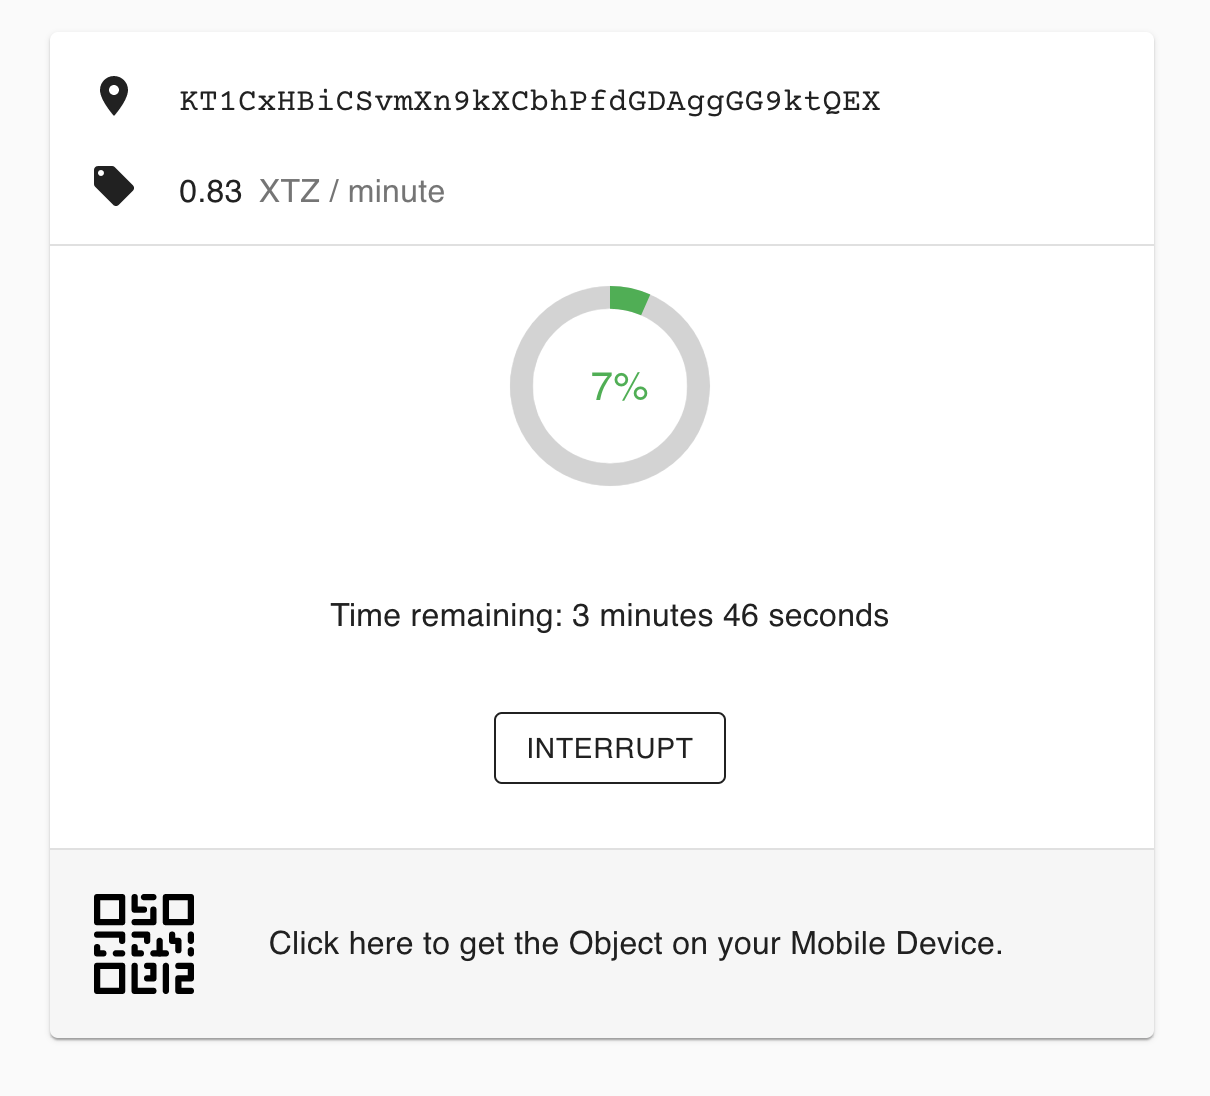 KT1CxHBiCSvmXn9kXCbhPfdGDAggGG9ktQEX
0.83 XTZ / minute
7%
Time remaining: 3 minutes 46 seconds
INTERRUPT
Click here to get the Object on your Mobile Device.